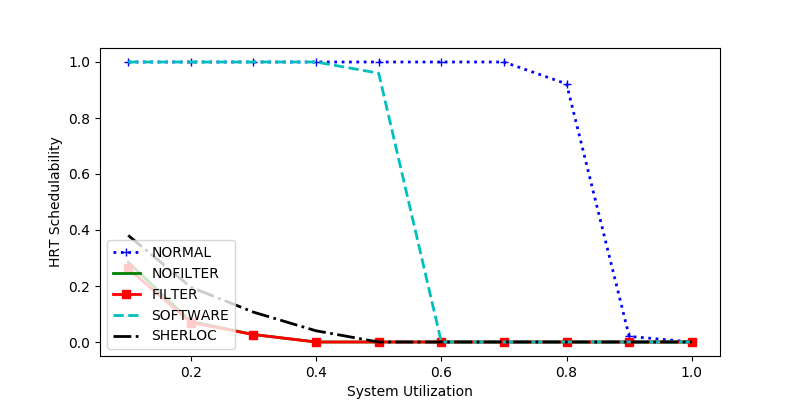 1.0
0.8
0.6
0.4
0.2
0.0
HRT Schedulability
NORMAL
NOFILTER
FILTER
SOFTWARE
SHERLOC
0.2
0.4
0.6
0.8
1.0
System Utilization